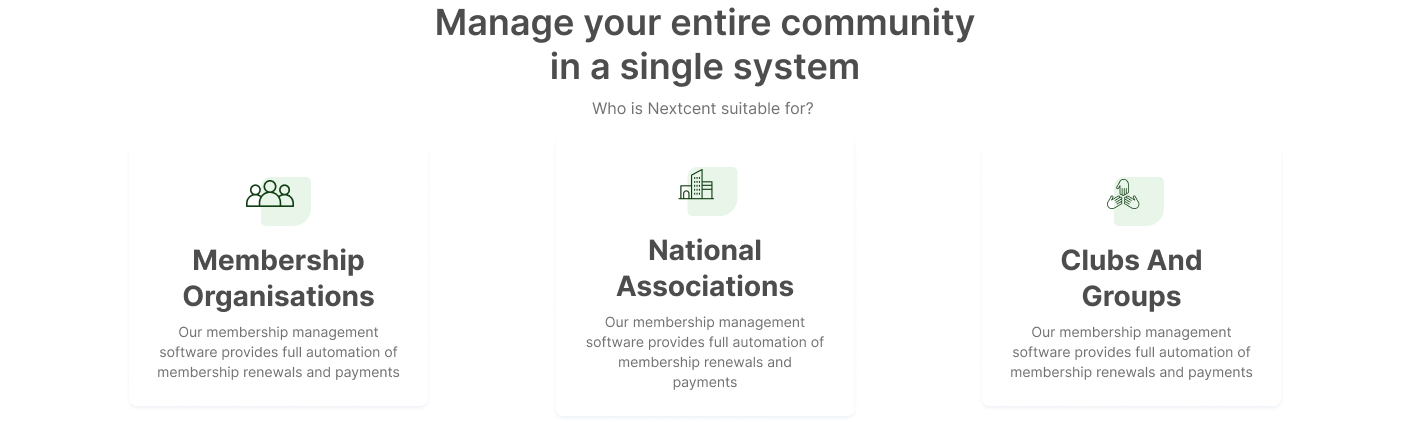 Manage your entire community
in a single system
Who is Nextcent suitable for?
Membership
Organisations
Our membership management
software provides full automation of
membership renewals and payments
National
Associations
Our membership management
software provides full automation of
membership renewals and
payments
Clubs And
Groups
Our membership management
software provides full automation of
membership renewals and payments